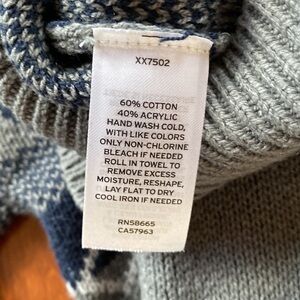 XX7502
60% COTTON
40% ACRYLIC
HAND WASH COLD,
WITH LIKE COLORS
ONLY NON-CHLORINE
BLEACH IF NEEDED
ROLL IN TOWEL TO
REMOVE EXCESS
MOISTURE, RESHAPE,
LAY FLAT TO DRY
COOL IRON IF NEEDED
RN58665
CA57963